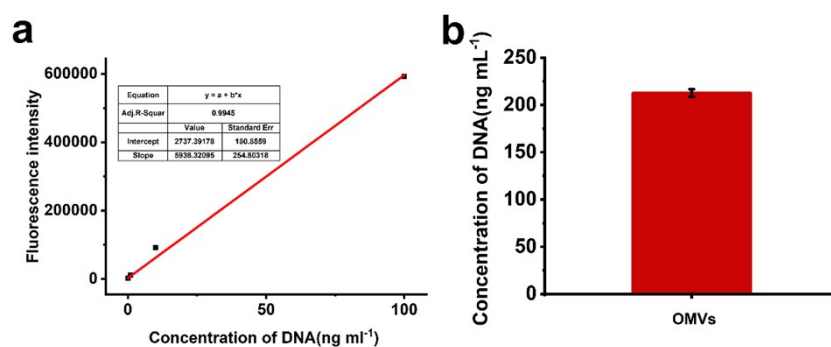 a
Fluorescence intensity
600000
400000
200000
0
Equation y = a + b*x
Adj.R-Squar 0.9945
Value Standard Err
Intercept 2737.39178 180.8559
Slope 5938.32095 254.80318
0 50 100
Concentration of DNA(ng ml-1)
b
Concentration of DNA(ng mL-1)
250
200
150
100
50
0
OMVs